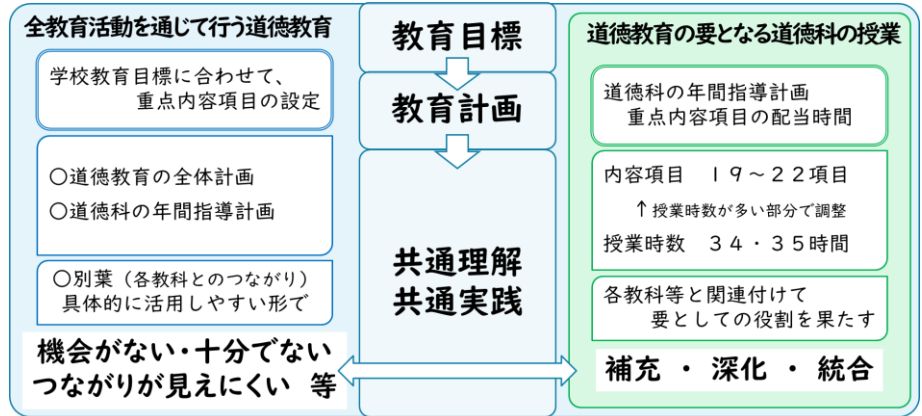 全教育活動を通じて行う道徳教育
学校教育目標に合わせて、
重点内容項目の設定
○道徳教育の全体計画
○道徳科の年間指導計画
○別葉（各教科とのつながり）
具体的に活用しやすい形で
機会がない・十分でない
つながりが見えにくい 等
教育目標
教育計画
共通理解
共通実践
道徳教育の要となる道徳科の授業
道徳科の年間指導計画
重点内容項目の配当時間
内容項目　１９～２２項目
↑ 授業時数が多い部分で調整
授業時数　３４・３５時間
各教科等と関連付けて
要としての役割を果たす
補充 ・ 深化 ・ 統合